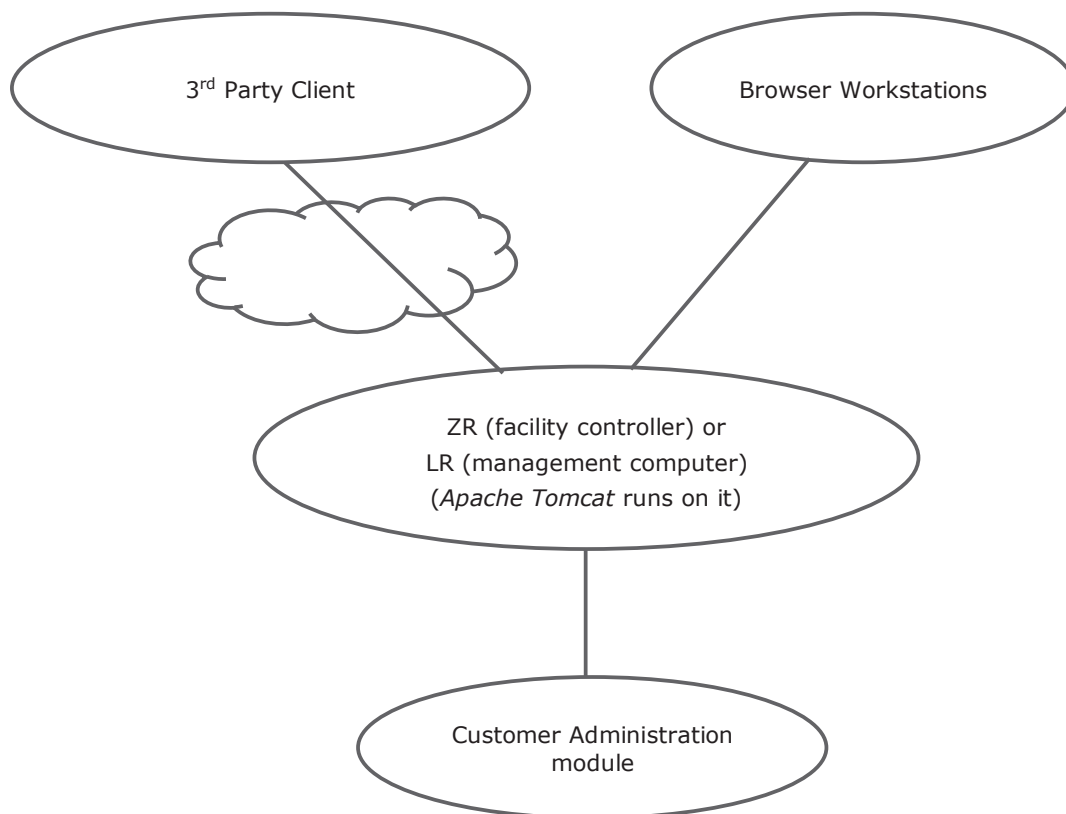 3rd Party Client
Browser Workstations
ZR (facility controller) or
LR (management computer)
(Apache Tomcat runs on it)
Customer Administration
module